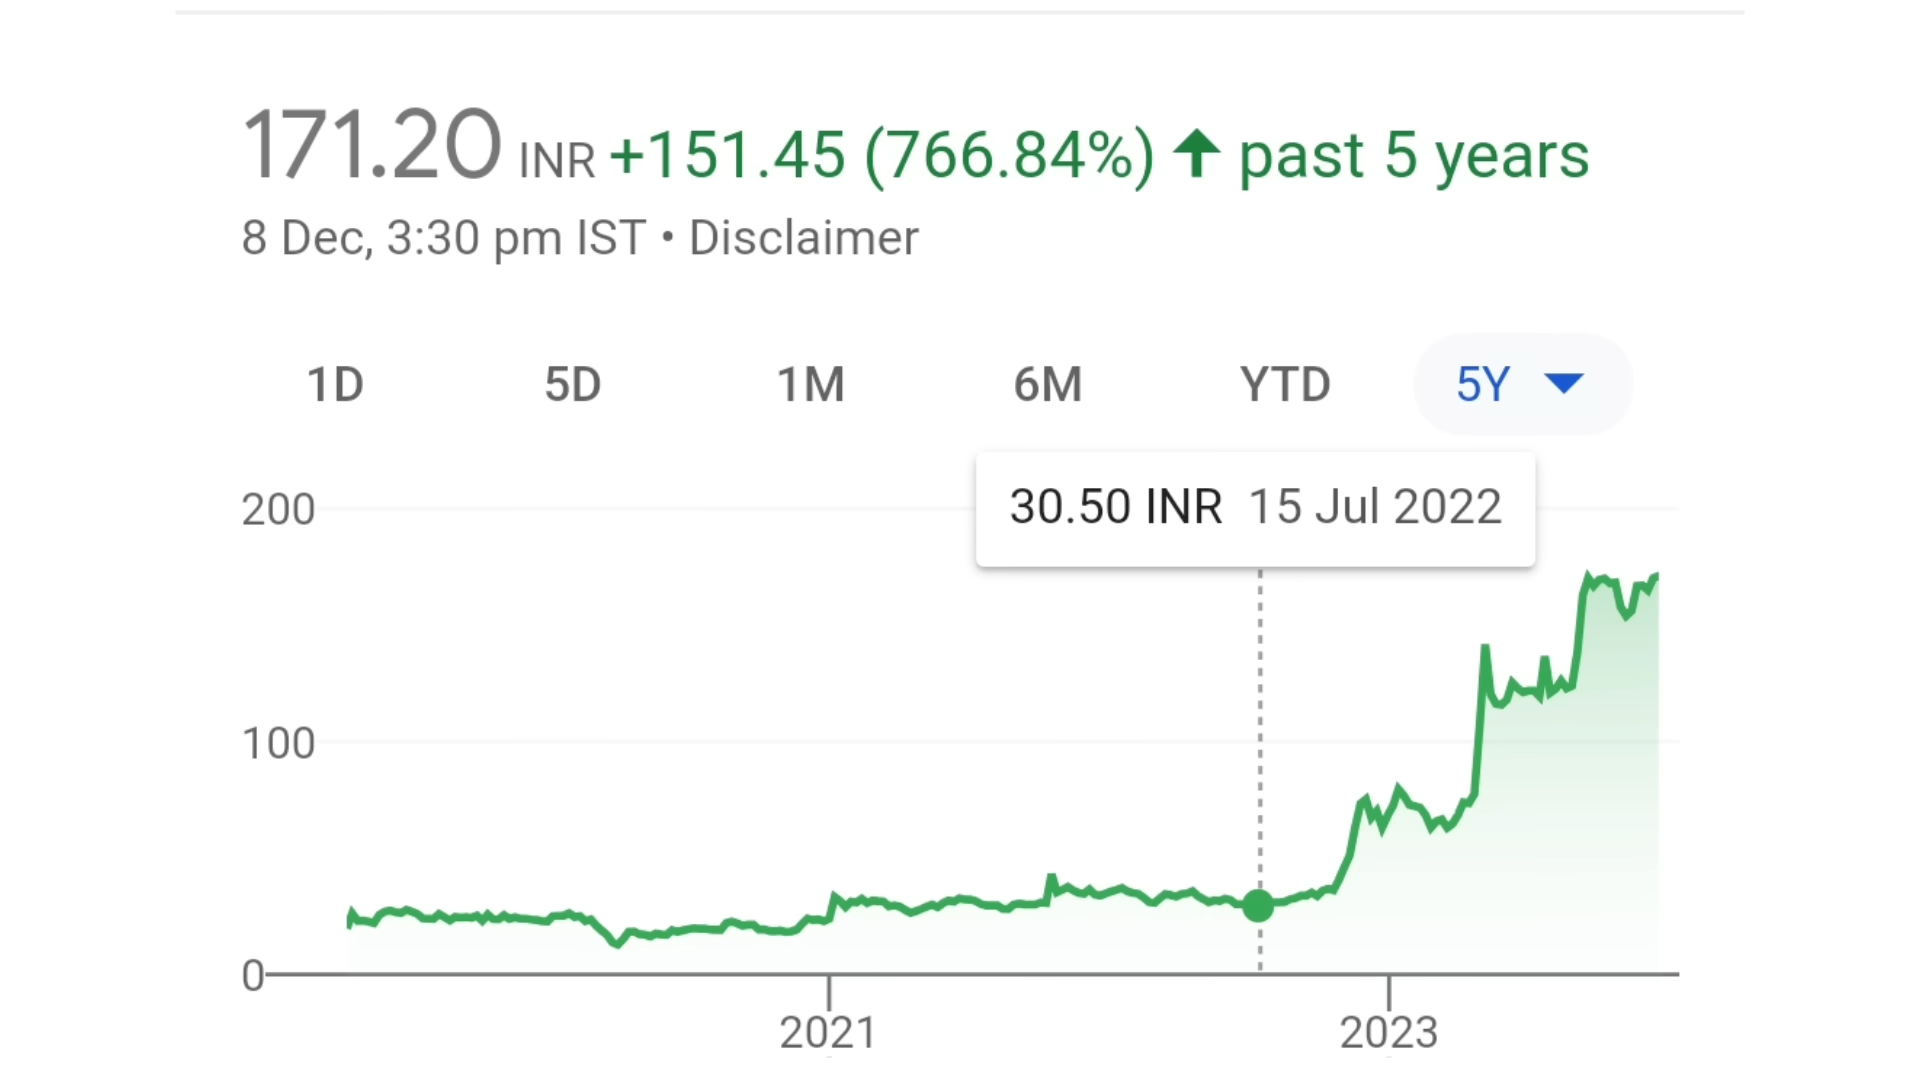 171.20 INR +151.45 (766.84%) ↑ past 5 years
8 Dec, 3:30 pm IST • Disclaimer
1D 5D 1M 6M YTD 5Y
30.50 INR 15 Jul 2022
200
100
0
2021 2023